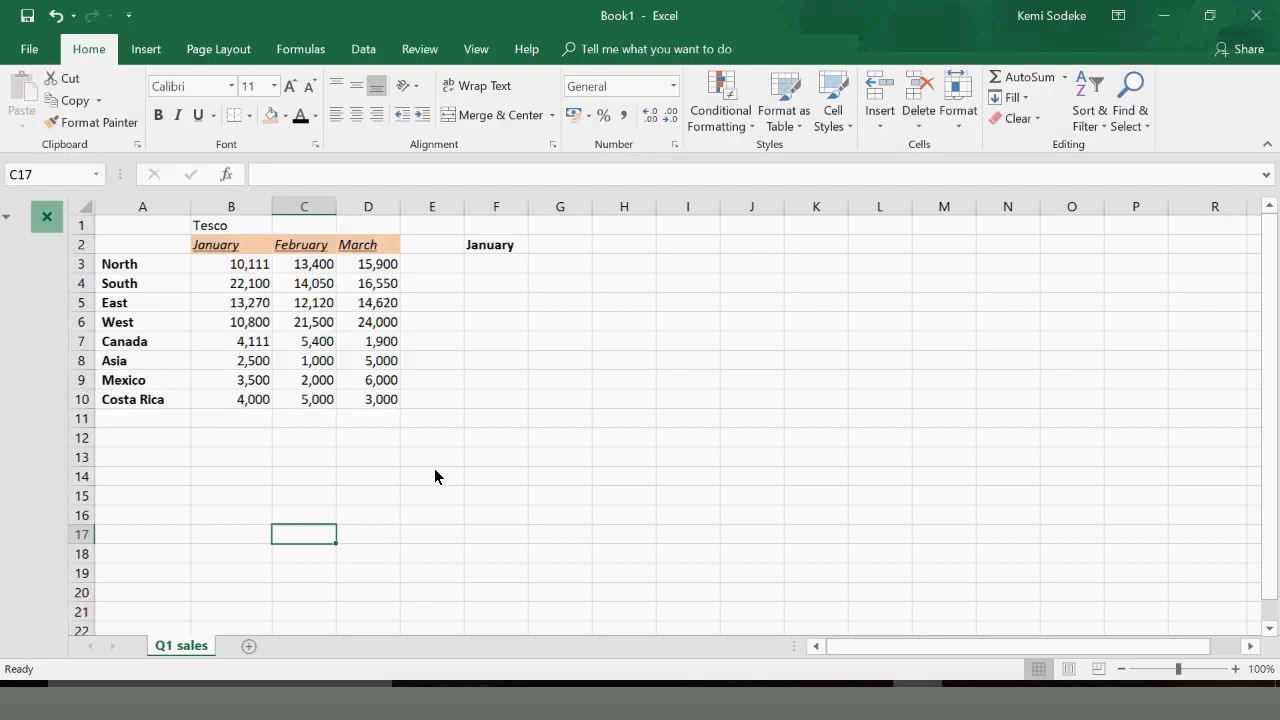 Book1 - Excel
Kemi Sodeke
File Home Insert Page Layout Formulas Data Review View Help Tell me what you want to do Share
Paste
Cut
Copy
Format Painter
Clipboard
Calibri 11 A A
B I U A
Font
ab Wrap Text
Merge & Center
Alignment
General
% , .0 .00 .00 .0
Number
Conditional Formatting
Format as Table
Cell Styles
Styles
Insert Delete Format
Cells
AutoSum
Fill
Clear
A Z
Sort & Filter
Find & Select
Editing
C17 fx
A B C D E F G H I J K L M N O P Q R
1 Tesco
2 January February March January
3 North 10,111 13,400 15,900
4 South 22,100 14,050 16,550
5 East 13,270 12,120 14,620
6 West 10,800 21,500 24,000
7 Canada 4,111 5,400 1,900
8 Asia 2,500 1,000 5,000
9 Mexico 3,500 2,000 6,000
10 Costa Rica 4,000 5,000 3,000
11
12
13
14
15
16
17
18
19
20
21
22
Q1 sales
Ready
100%